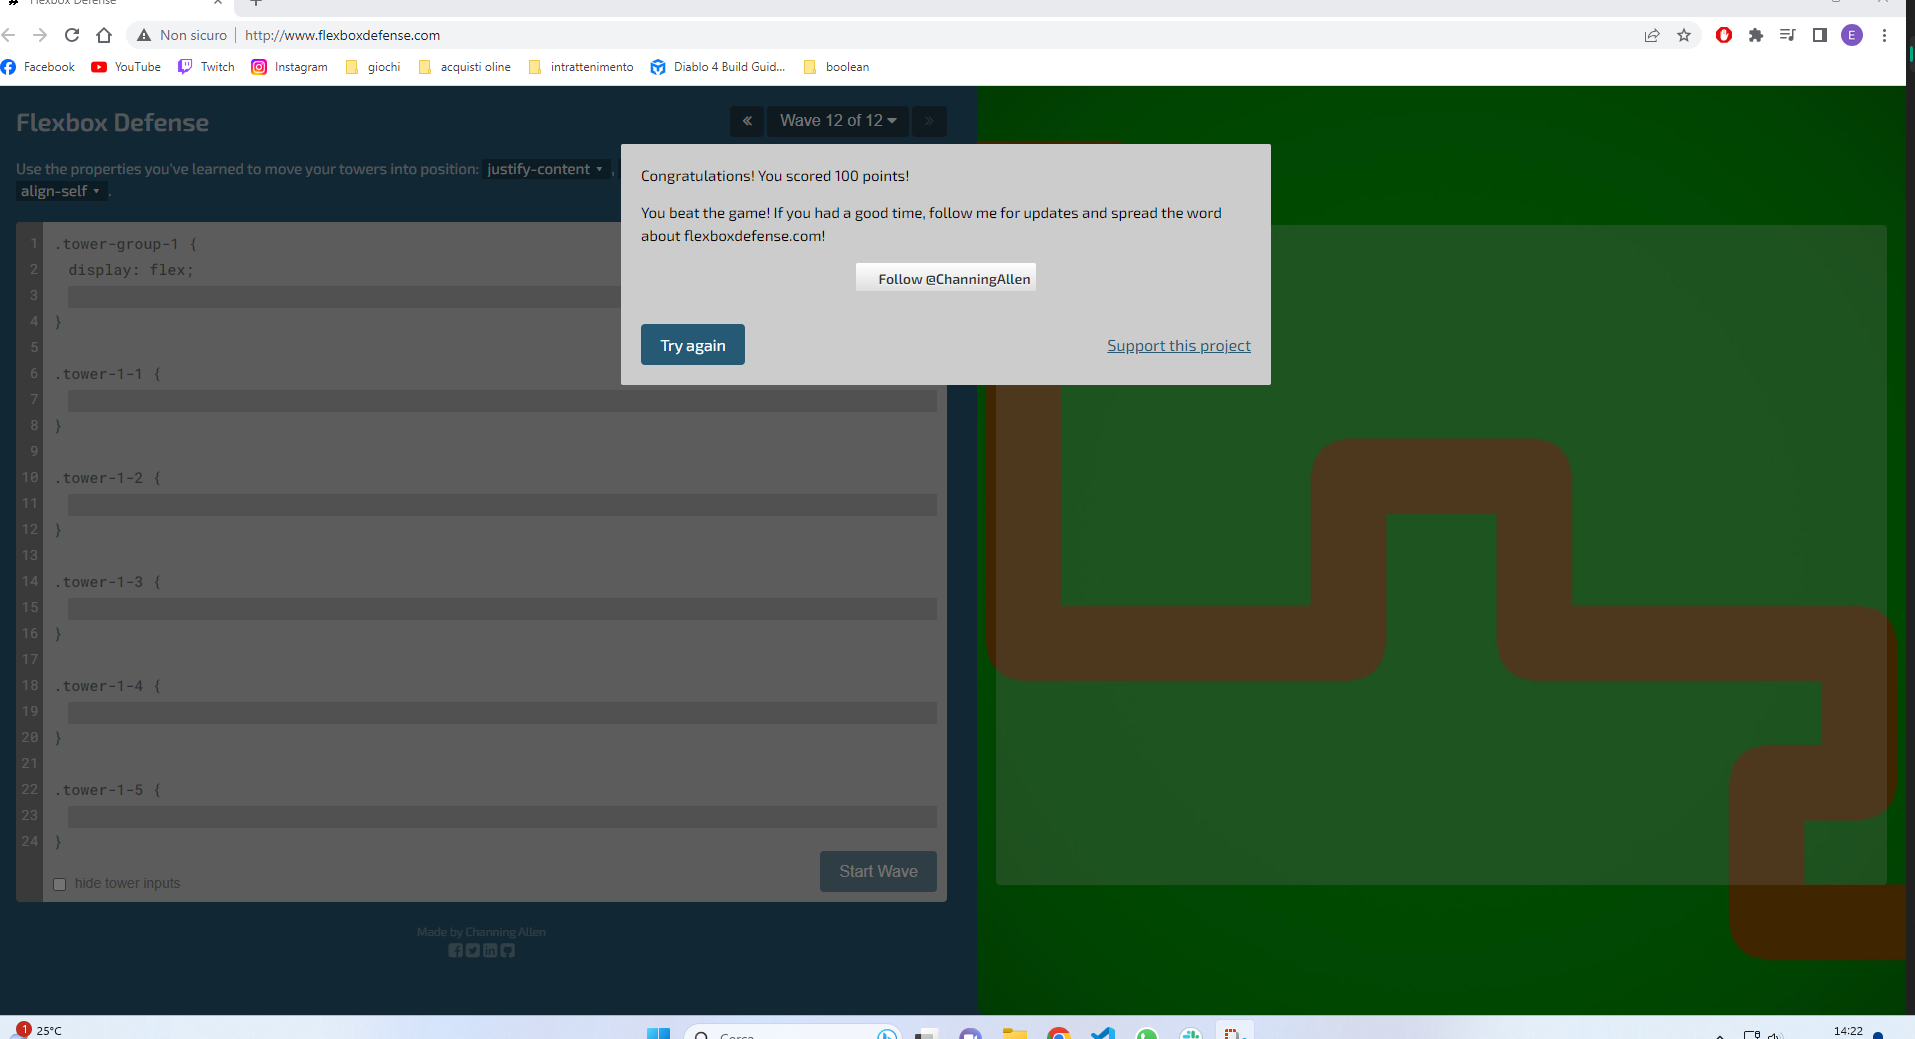 Flexbox Defense
Non sicuro
http://www.flexboxdefense.com
E
Facebook
YouTube
Twitch
Instagram
giochi
acquisti oline
intrattenimento
Diablo 4 Build Guid...
boolean
Flexbox Defense
« Wave 12 of 12 »
Use the properties you've learned to move your towers into position: justify-content ,
align-self .
Congratulations! You scored 100 points!
You beat the game! If you had a good time, follow me for updates and spread the word
about flexboxdefense.com!
Follow @ChanningAllen
Try again
Support this project
1 .tower-group-1 {
2 display: flex;
3
4 }
5
6 .tower-1-1 {
7
8 }
9
10 .tower-1-2 {
11
12 }
13
14 .tower-1-3 {
15
16 }
17
18 .tower-1-4 {
19
20 }
21
22 .tower-1-5 {
23
24 }
hide tower inputs
Start Wave
Made by Channing Allen
1
25°C
Cerca
14:22